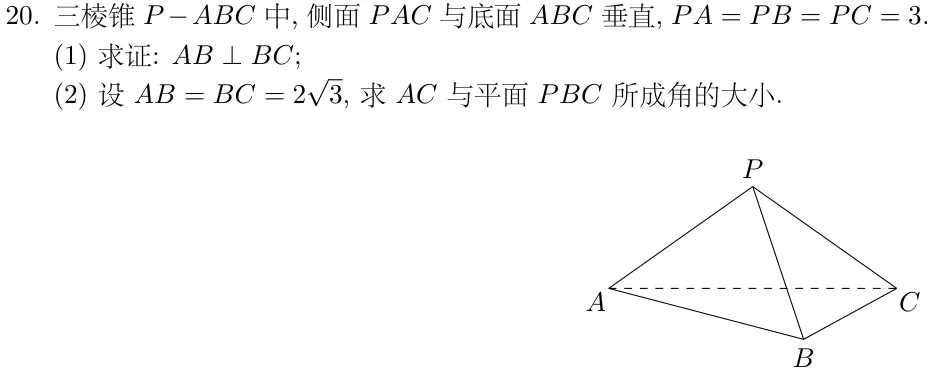 20. 三棱锥 P－ABC 中, 侧面 PAC 与底面 ABC 垂直, PA = PB = PC = 3.
(1) 求证: AB ⊥ BC;
(2) 设 AB = BC = 2√3, 求 AC 与平面 PBC 所成角的大小.
P
A
C
B